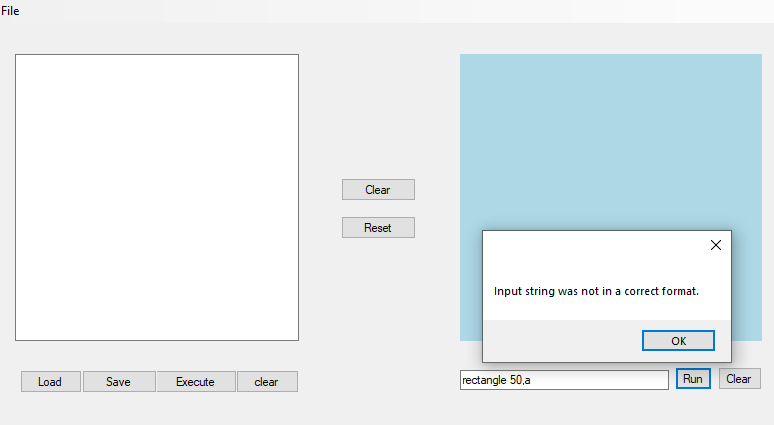 File
Clear
Reset
Input string was not in a correct format.
OK
Load Save Execute clear
rectangle 50,a Run Clear